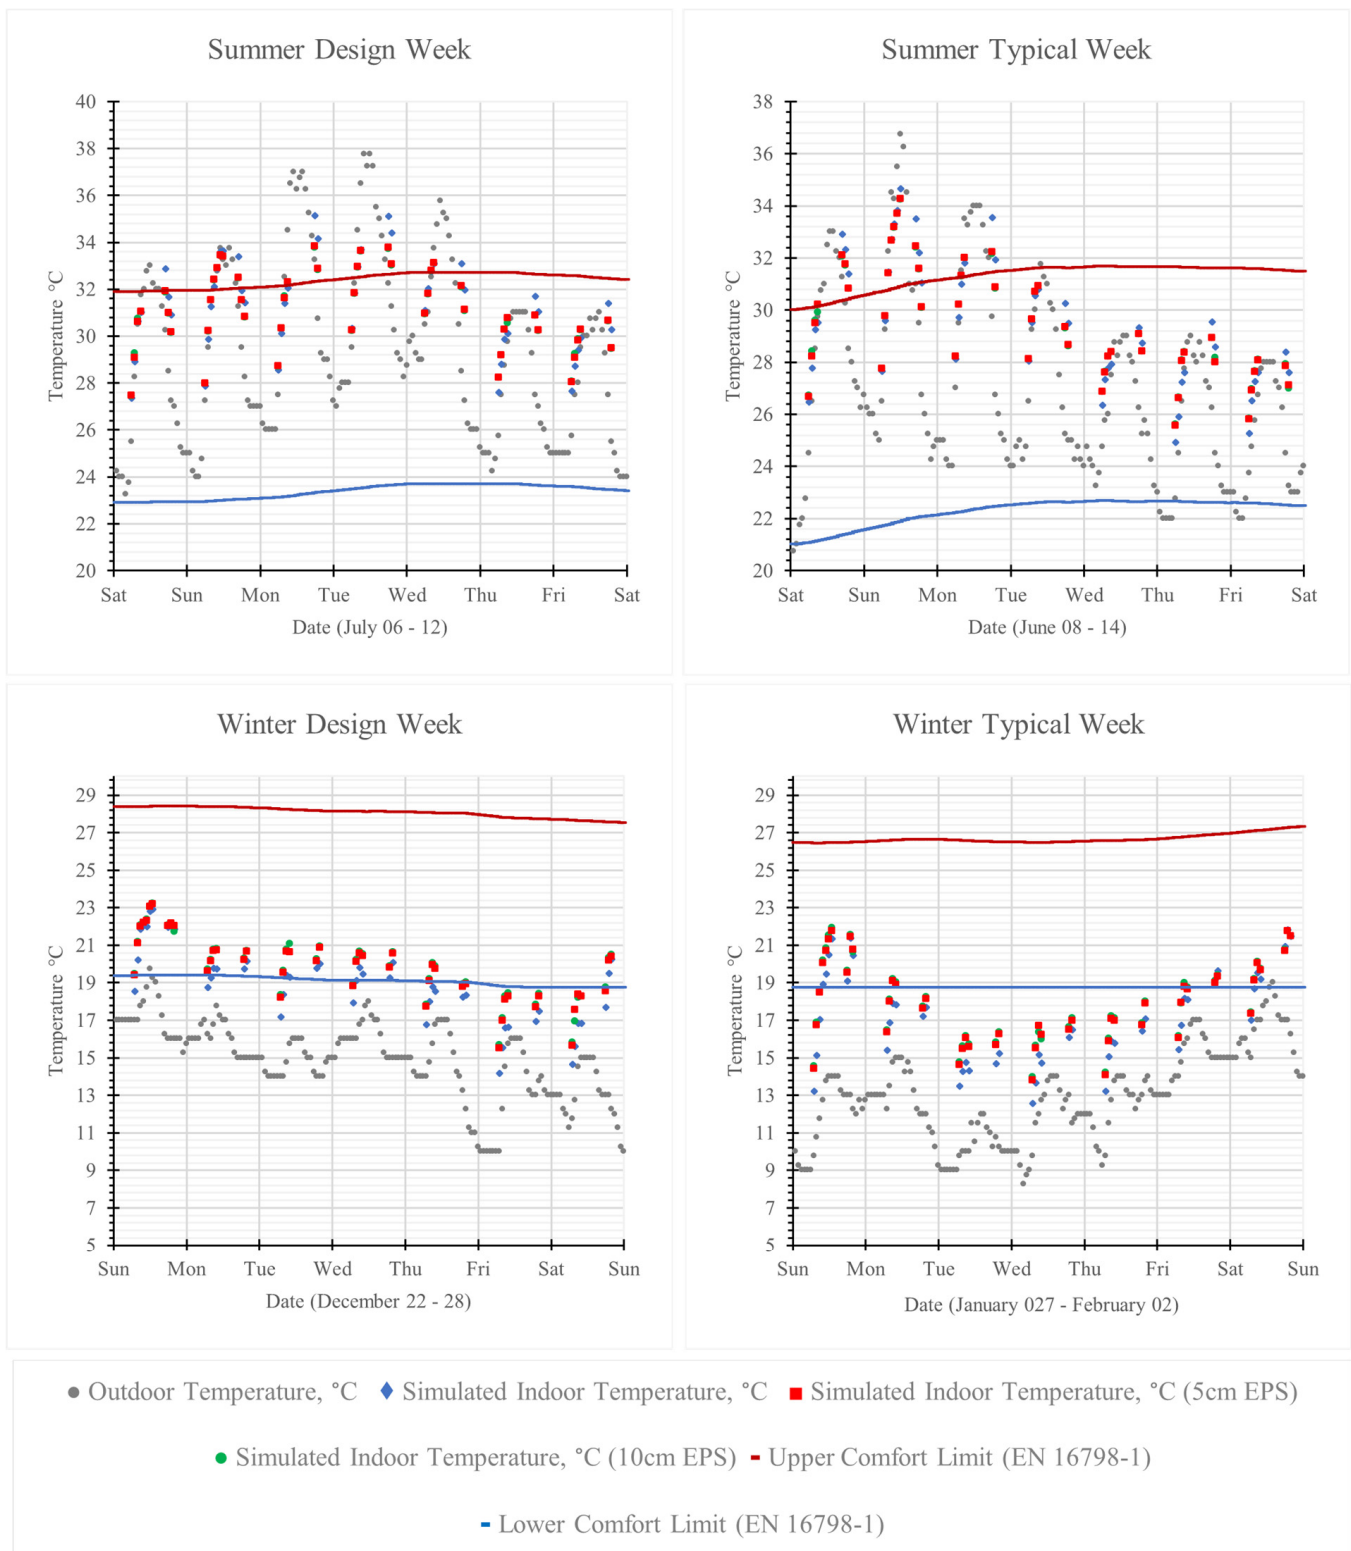 Summer Design Week
Temperature °C
40
38
36
34
32
30
28
26
24
22
20
Sat Sun Mon Tue Wed Thu Fri Sat
Date (July 06 - 12)
Summer Typical Week
Temperature °C
38
36
34
32
30
28
26
24
22
20
Sat Sun Mon Tue Wed Thu Fri Sat
Date (June 08 - 14)
Winter Design Week
Temperature °C
29
27
25
23
21
19
17
15
13
11
9
7
5
Sun Mon Tue Wed Thu Fri Sat Sun
Date (December 22 - 28)
Winter Typical Week
Temperature °C
29
27
25
23
21
19
17
15
13
11
9
7
5
Sun Mon Tue Wed Thu Fri Sat Sun
Date (January 027 - February 02)
Outdoor Temperature, °C Simulated Indoor Temperature, °C Simulated Indoor Temperature, °C (5cm EPS)
Simulated Indoor Temperature, °C (10cm EPS) Upper Comfort Limit (EN 16798-1)
Lower Comfort Limit (EN 16798-1)